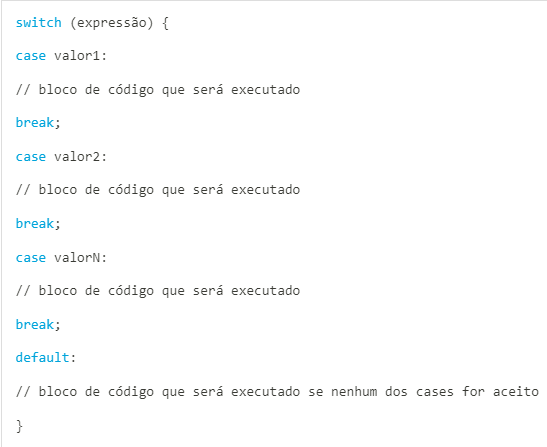 switch (expressão) {
case valor1:
// bloco de código que será executado
break;
case valor2:
// bloco de código que será executado
break;
case valorN:
// bloco de código que será executado
break;
default:
// bloco de código que será executado se nenhum dos cases for aceito
}